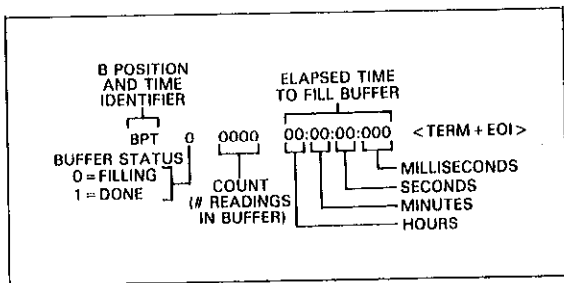 B POSITION
AND TIME
IDENTIFIER
ELAPSED TIME
TO FILL BUFFER
BPT 0 0000 00:00:00:000 <TERM + EOI>
BUFFER STATUS
0 = FILLING
1 = DONE
COUNT
(# READINGS
IN BUFFER)
MILLISECONDS
SECONDS
MINUTES
HOURS